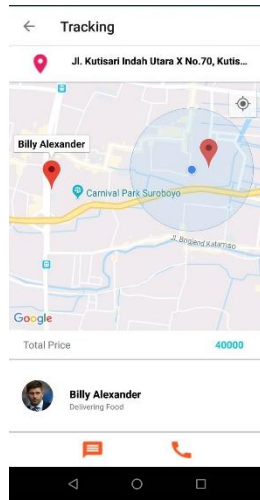 Tracking
Jl. Kutisari Indah Utara X No.70, Kutis...
Billy Alexander
Carnival Park Suroboyo
Jl. Brigjend Katamso
Google
Total Price 40000
Billy Alexander
Delivering Food